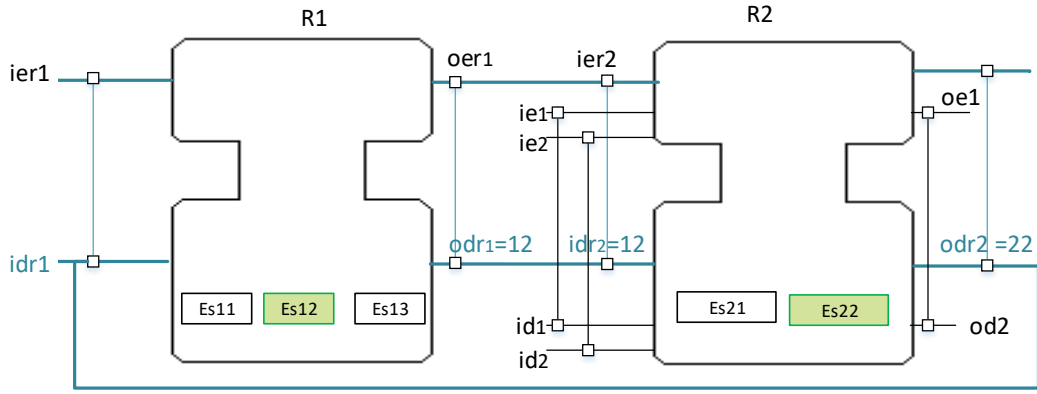 R1
R2
ier1
oer1
ier2
ie1
ie2
oe1
idr1
odr1=12
idr2=12
odr2 =22
Es11
Es12
Es13
Es21
Es22
id1
id2
od2